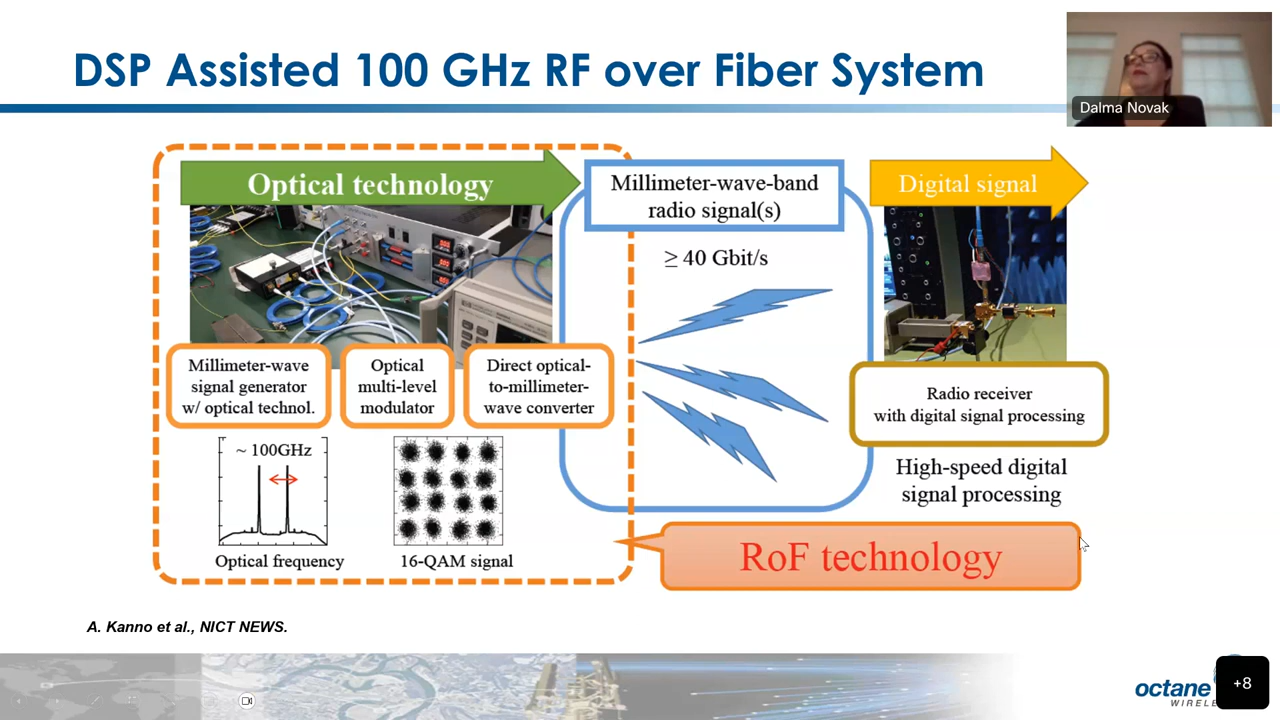 DSP Assisted 100 GHz RF over Fiber System
Dalma Novak
Optical technology
Millimeter-wave-band
radio signal(s)
Digital signal
≥ 40 Gbit/s
Millimeter-wave
signal generator
w/ optical technol.
Optical
multi-level
modulator
Direct optical-
to-millimeter-
wave converter
Radio receiver
with digital signal processing
~ 100GHz
Optical frequency
16-QAM signal
High-speed digital
signal processing
RoF technology
A. Kanno et al., NICT NEWS.
octane
+8